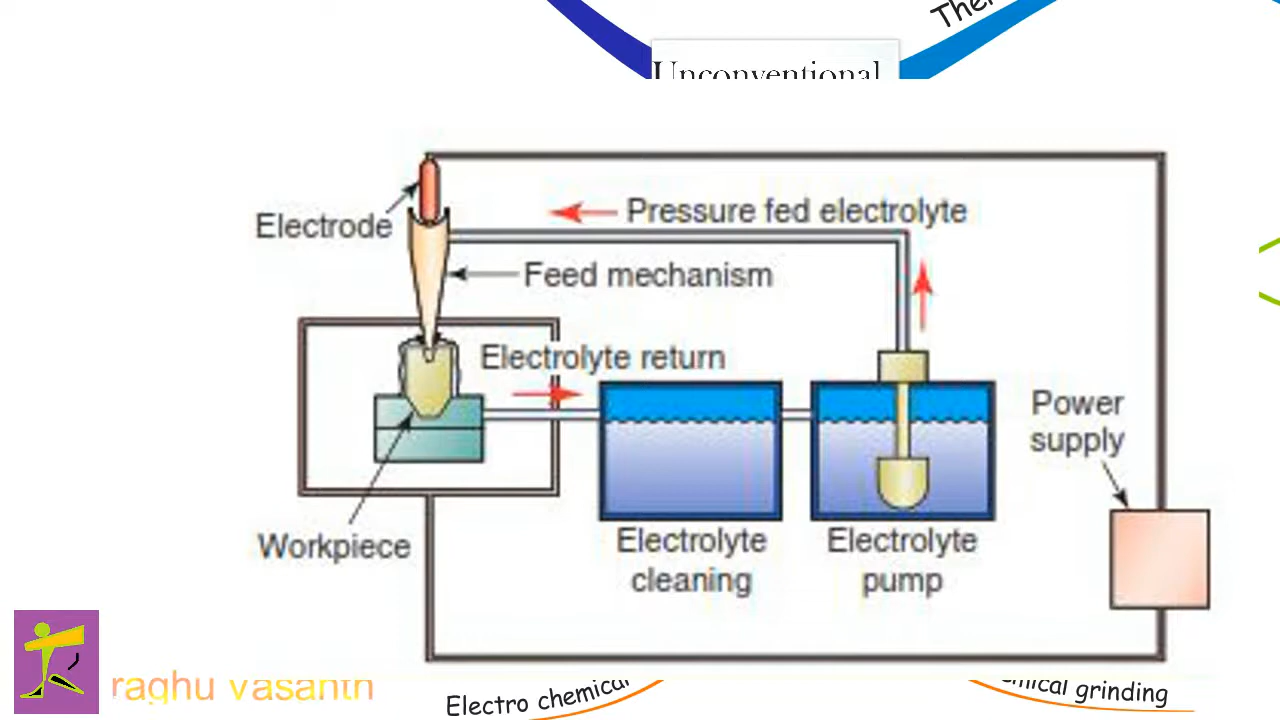 Unconventional
Electrode
Pressure fed electrolyte
Feed mechanism
Electrolyte return
Power
supply
Workpiece
Electrolyte
cleaning
Electrolyte
pump
raghu vasanth
Electro chemical
grinding